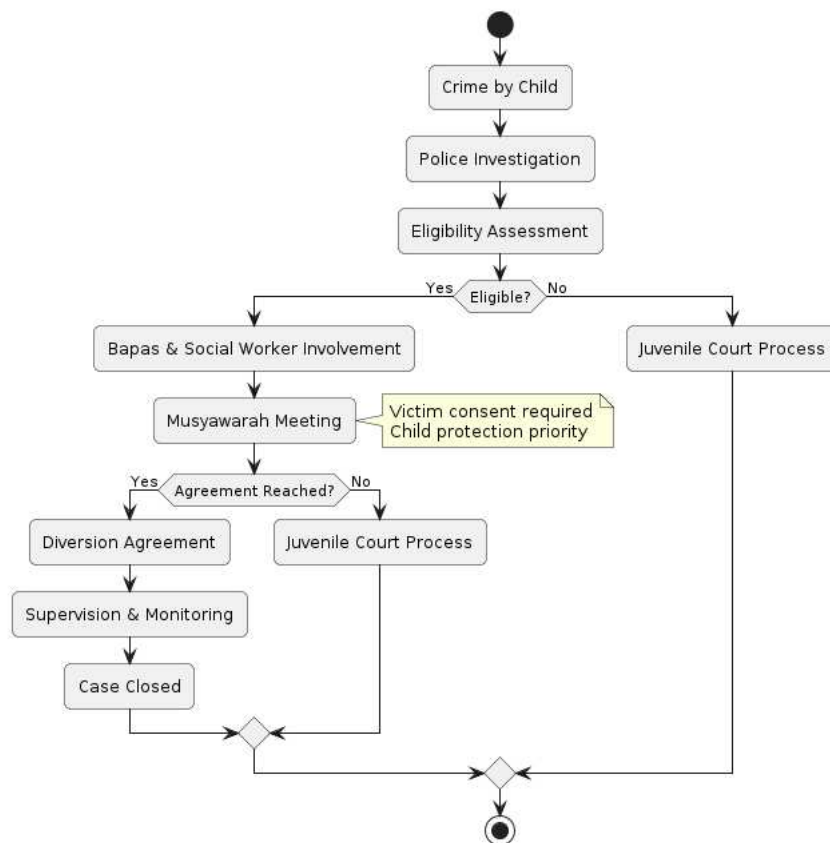 Crime by Child
Police Investigation
Eligibility Assessment
Yes
Eligible?
No
Bapas & Social Worker Involvement
Juvenile Court Process
Musyawarah Meeting
Victim consent required
Child protection priority
Yes
Agreement Reached?
No
Diversion Agreement
Juvenile Court Process
Supervision & Monitoring
Case Closed